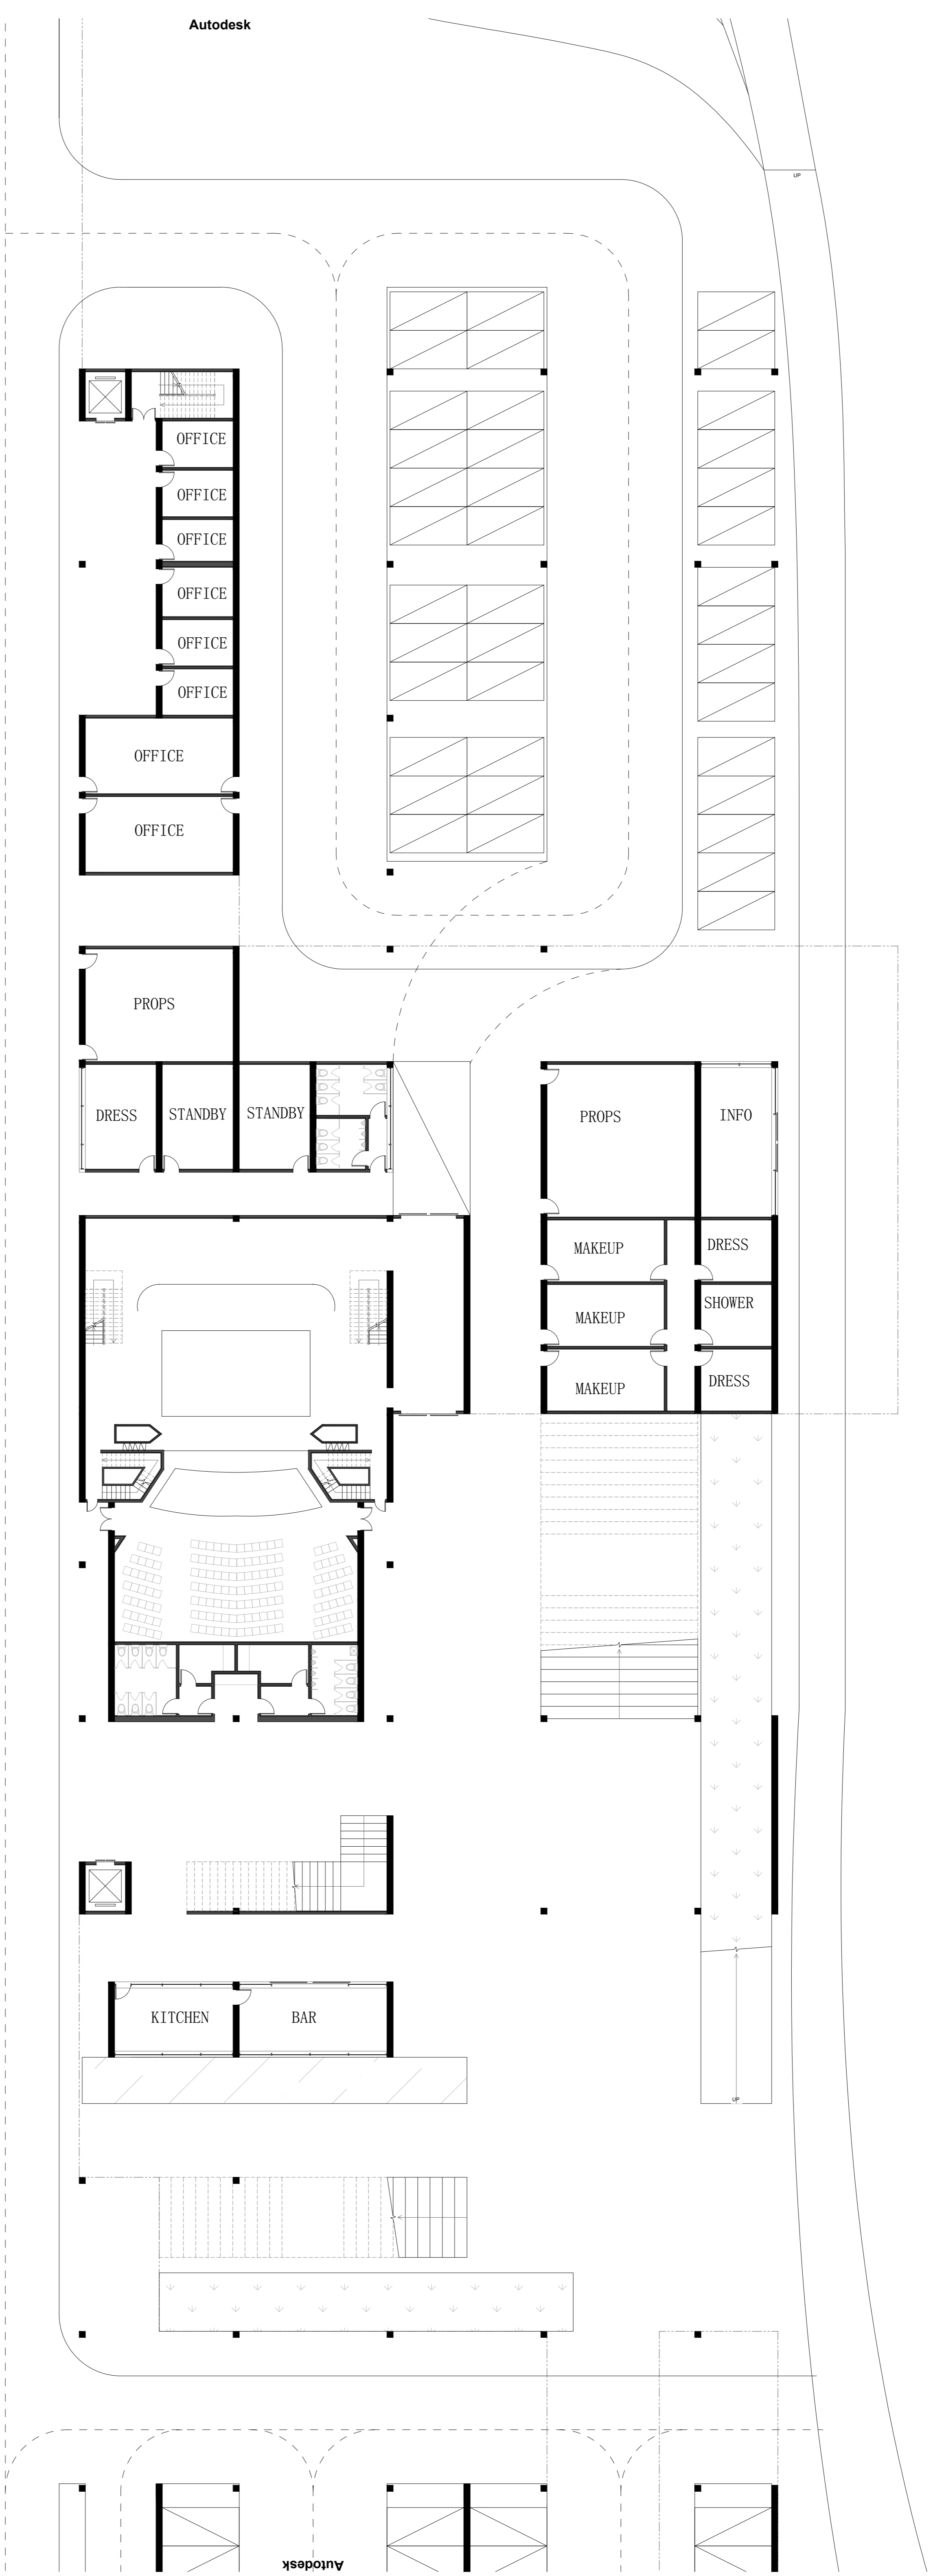 Autodesk
UP
OFFICE
OFFICE
OFFICE
OFFICE
OFFICE
OFFICE
OFFICE
OFFICE
PROPS
DRESS
STANDBY
STANDBY
PROPS
INFO
MAKEUP
DRESS
MAKEUP
SHOWER
MAKEUP
DRESS
KITCHEN
BAR
UP
Autodesk